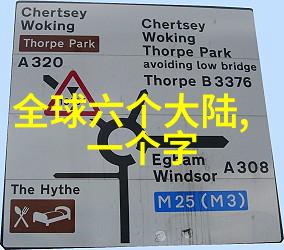 Chertsey
Woking
Thorpe Park
A320
Chertsey
Woking
Thorpe Park
avoiding low bridge
Thorpe B3376
全球六个大陆,
一个字
Egham
Windsor
A308
M25 (M3)
The Hythe